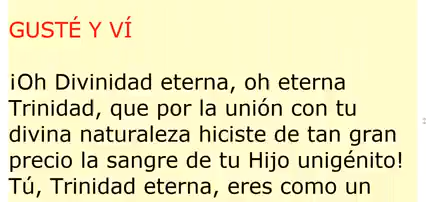 GUSTÉ Y VÍ
¡Oh Divinidad eterna, oh eterna
Trinidad, que por la unión con tu
divina naturaleza hiciste de tan gran
precio la sangre de tu Hijo unigénito!
Tú, Trinidad eterna, eres como un